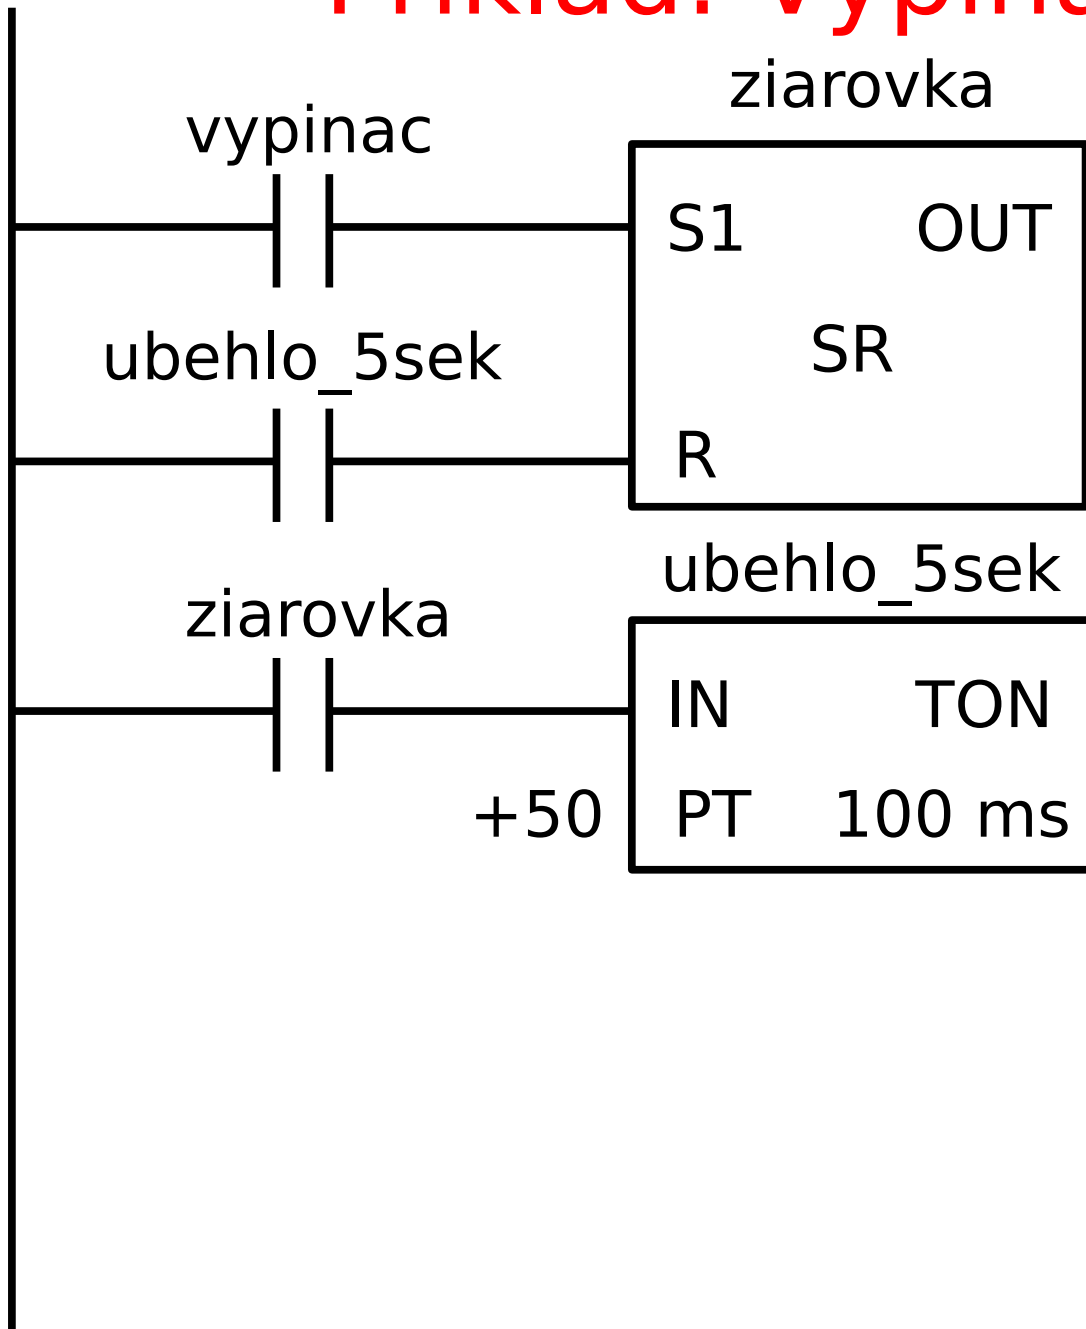 ziarovka
vypinac
S1 OUT
SR
ubehlo_5sek
R
ubehlo_5sek
ziarovka
IN TON
+50 PT 100 ms